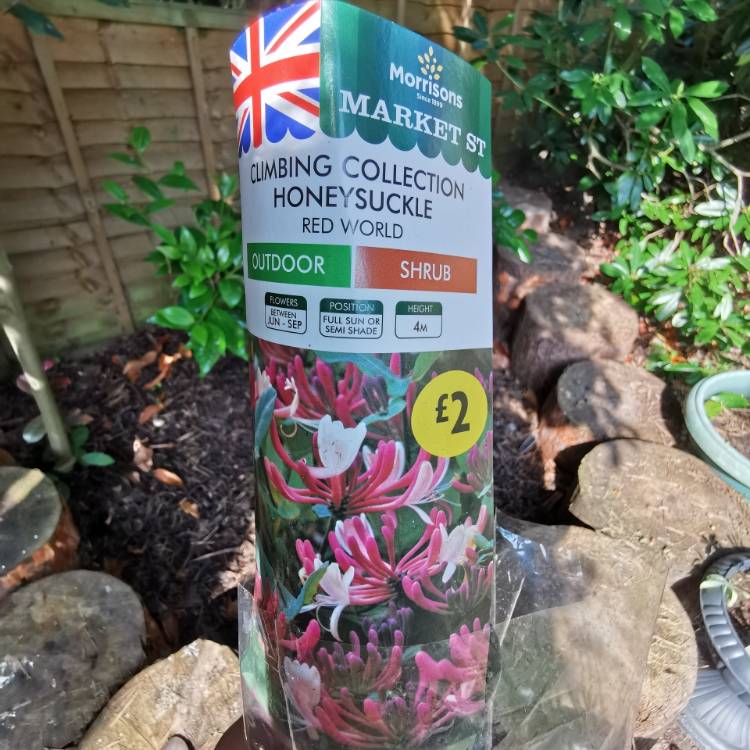 Morrisons
Since 1899
MARKET ST
CLIMBING COLLECTION
HONEYSUCKLE
RED WORLD
OUTDOOR
SHRUB
FLOWERS
BETWEEN
JUN - SEP
POSITION
FULL SUN OR
SEMI SHADE
HEIGHT
4M
£2